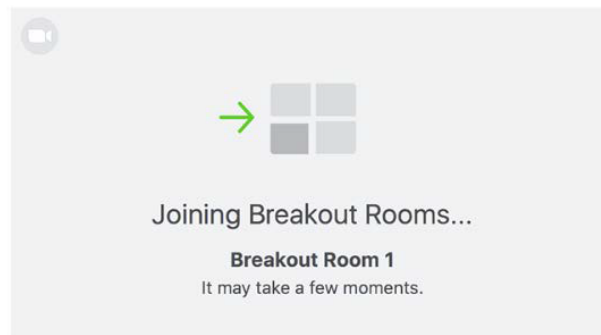 Joining Breakout Rooms...
Breakout Room 1
It may take a few moments.